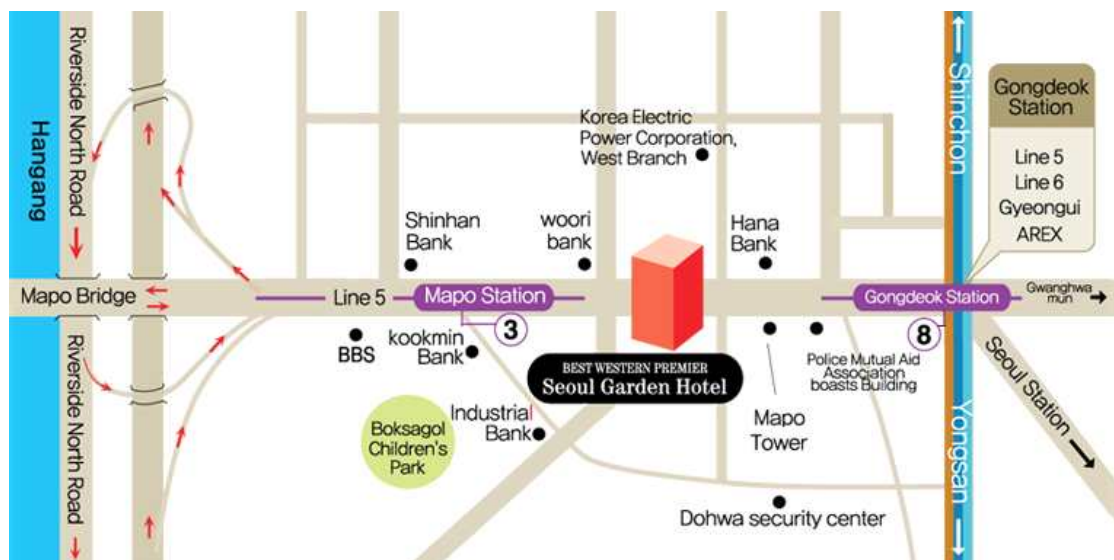 Riverside North Road
Hangang
Shinchon
Gongdeok
Station
Line 5
Line 6
Gyeongui
AREX
Korea Electric
Power Corporation,
West Branch
Shinhan
Bank
woori
bank
Hana
Bank
Mapo Bridge
Line 5
Mapo Station
Gongdeok Station
Gwanghwa
mun
3
8
BBS
kookmin
Bank
BEST WESTERN PREMIER
Seoul Garden Hotel
Police Mutual Aid
Association
boasts Building
Seoul Station
Riverside North Road
Boksagol
Children's
Park
Industrial
Bank
Mapo
Tower
Yongsan
Dohwa security center